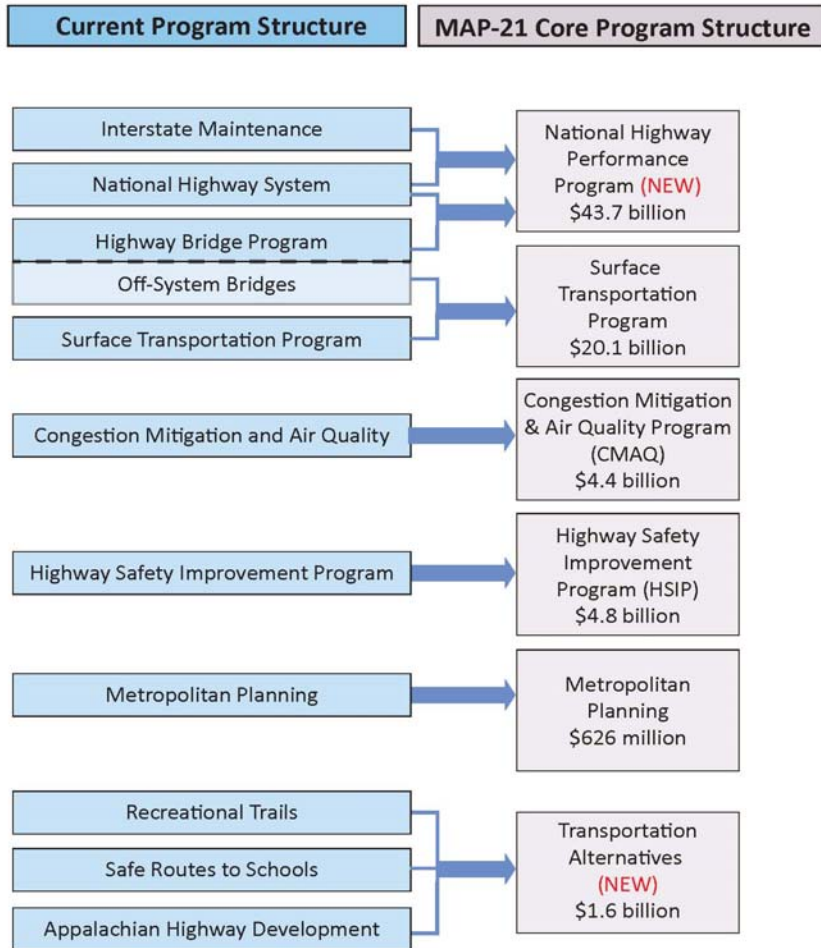 Current Program Structure
MAP-21 Core Program Structure
Interstate Maintenance
National Highway System
Highway Bridge Program
Off-System Bridges
Surface Transportation Program
Congestion Mitigation and Air Quality
Highway Safety Improvement Program
Metropolitan Planning
Recreational Trails
Safe Routes to Schools
Appalachian Highway Development
National Highway
Performance
Program (NEW)
$43.7 billion
Surface
Transportation
Program
$20.1 billion
Congestion Mitigation
& Air Quality Program
(CMAQ)
$4.4 billion
Highway Safety
Improvement
Program (HSIP)
$4.8 billion
Metropolitan
Planning
$626 million
Transportation
Alternatives
(NEW)
$1.6 billion